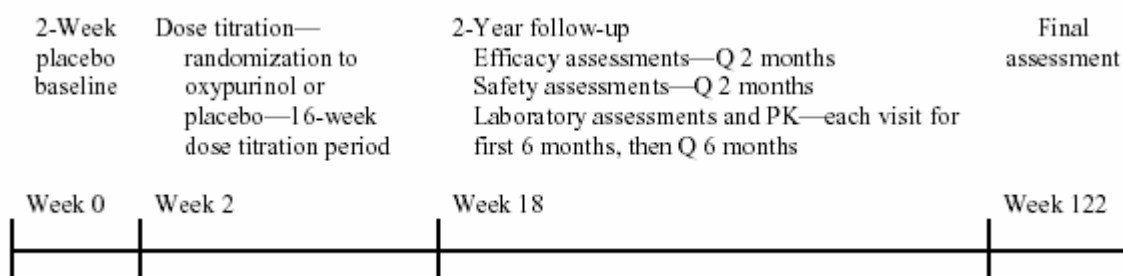 2-Week
placebo
baseline
Dose titration—
randomization to
oxypurinol or
placebo—16-week
dose titration period
2-Year follow-up
Efficacy assessments—Q 2 months
Safety assessments—Q 2 months
Laboratory assessments and PK—each visit for
first 6 months, then Q 6 months
Final
assessment
Week 0
Week 2
Week 18
Week 122